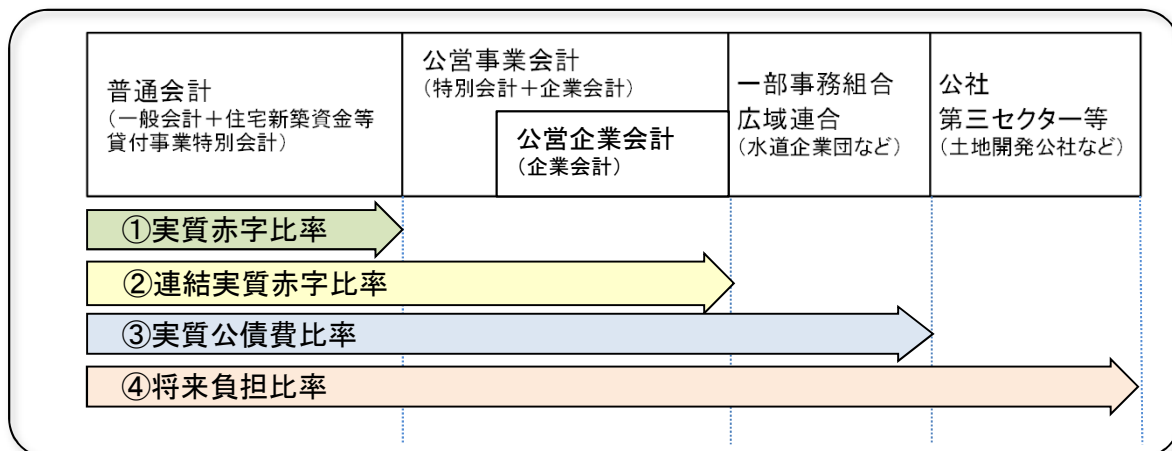 普通会計
（一般会計＋住宅新築資金等
貸付事業特別会計）
公営事業会計
（特別会計＋企業会計）
公営企業会計
（企業会計）
一部事務組合
広域連合
（水道企業団など）
公社
第三セクター等
（土地開発公社など）
①実質赤字比率
②連結実質赤字比率
③実質公債費比率
④将来負担比率